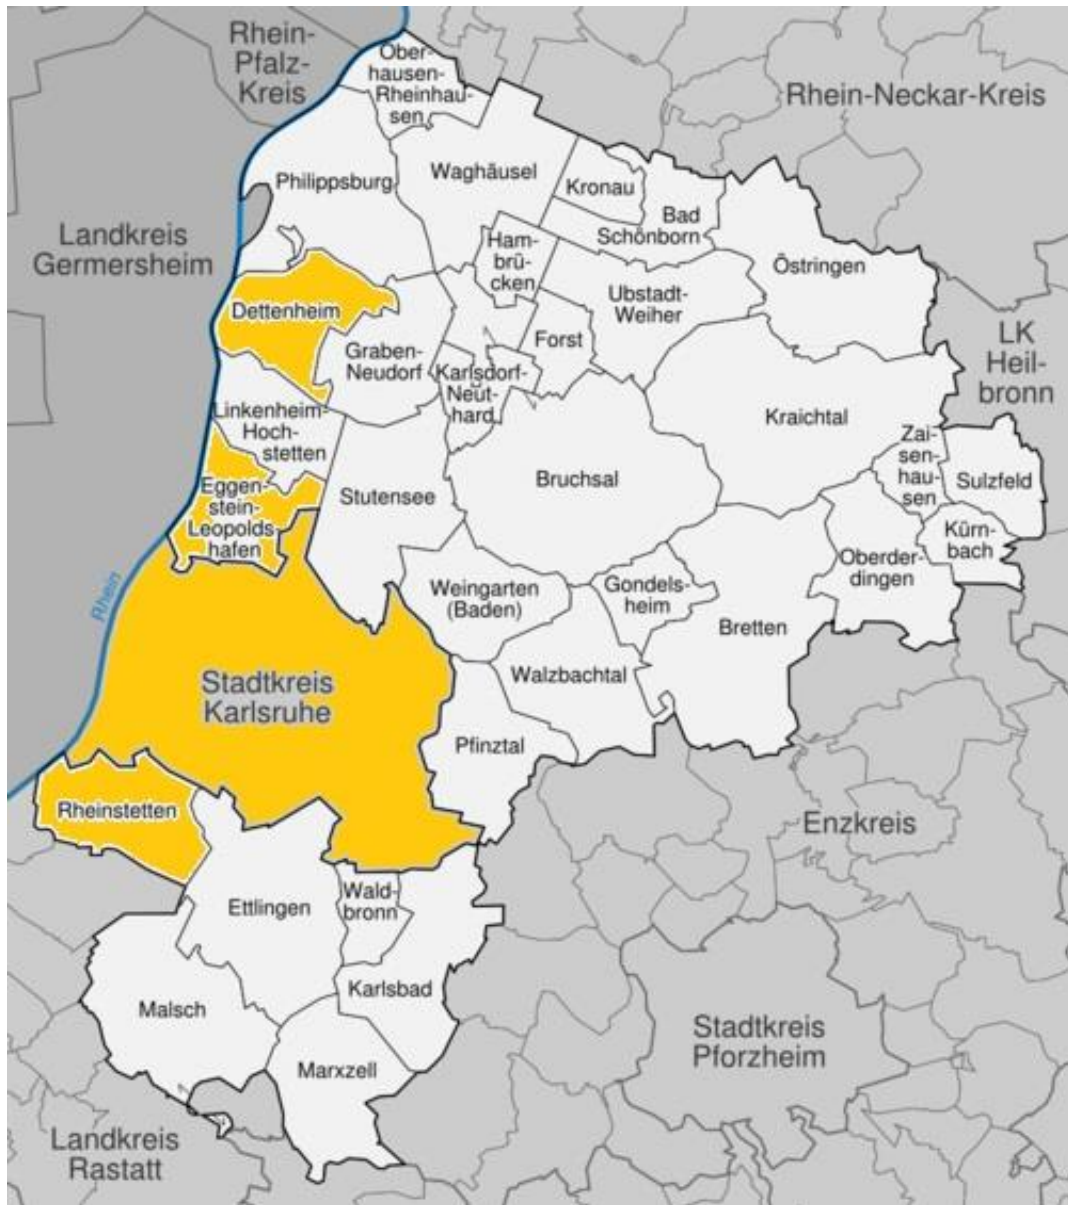 Rhein-
Pfalz-
Kreis
Ober-
hausen-
Rheinhau-
sen
Rhein-Neckar-Kreis
Philippsburg
Waghäusel
Kronau
Bad
Schönborn
Landkreis
Germersheim
Ham-
brü-
cken
Östringen
Dettenheim
Ubstadt-
Weiher
Graben-
Neudorf
Forst
Karlsdorf-
Neut-
hard
LK
Heil-
bronn
Linkenheim-
Hoch-
stetten
Kraichtal
Zai-
sen-
hau-
sen
Sulzfeld
Eggen-
stein-
Leopolds
hafen
Stutensee
Bruchsal
Kürn-
bach
Oberder-
dingen
Rhein
Weingarten
(Baden)
Gondels-
heim
Bretten
Stadtkreis
Karlsruhe
Walzbachtal
Pfinztal
Rheinstetten
Enzkreis
Ettlingen
Wald-
bronn
Karlsbad
Malsch
Marxzell
Stadtkreis
Pforzheim
Landkreis
Rastatt